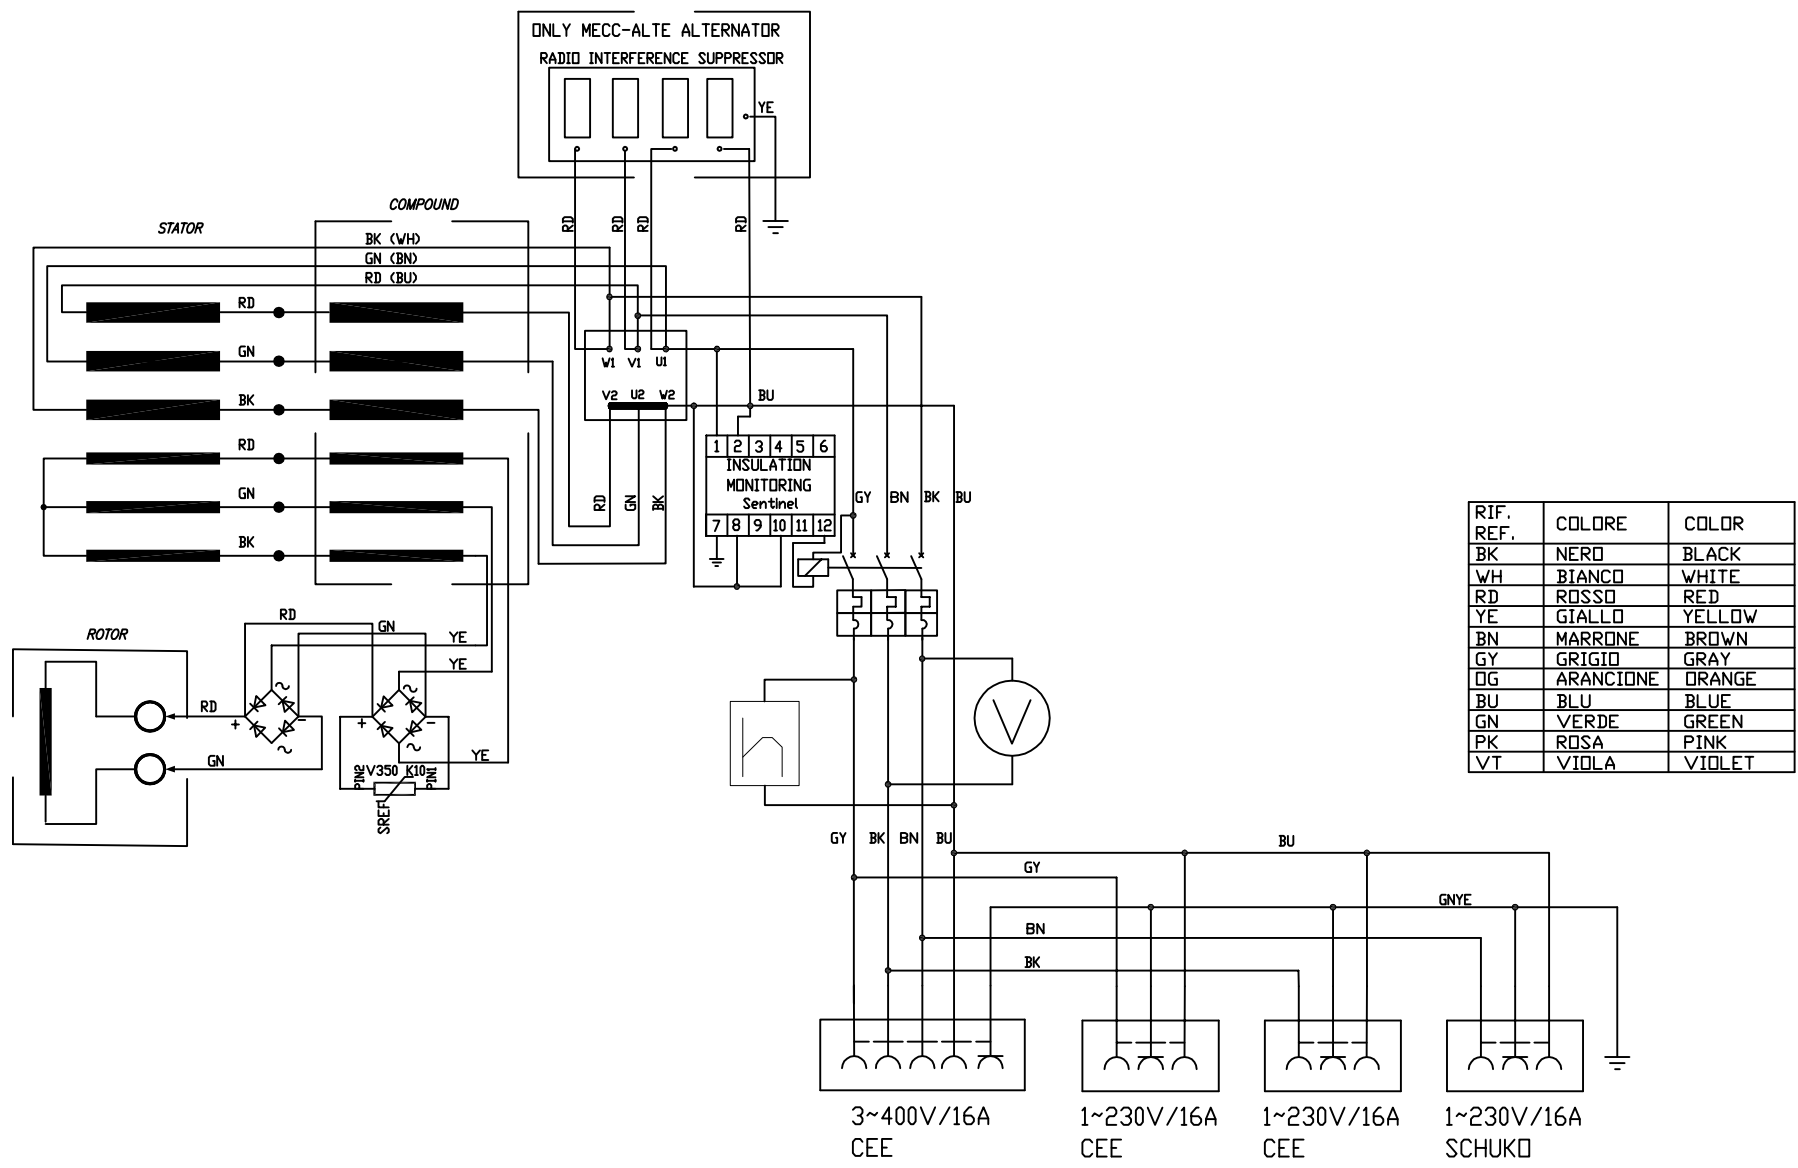 ONLY MECC-ALTE ALTERNATOR
RADIO INTERFERENCE SUPPRESSOR
YE
RD RD RD RD
COMPOUND
STATOR
BK (WH)
GN (BN)
RD (BU)
RD
GN
BK
RD
GN
BK
W1 V1 U1
V2 U2 W2
BU
1 2 3 4 5 6
INSULATION
MONITORING
Sentinel
7 8 9 10 11 12
RD GN BK
GY BN BK BU
RD
GN
YE
YE
ROTOR
RD
GN
+ -
+ -
YE
PIN2 V350 K10 PIN1
SREF
V
GY BK BN BU
BU
GY
GNYE
BN
BK
3~400V/16A
CEE
1~230V/16A
CEE
1~230V/16A
CEE
1~230V/16A
SCHUKO
RIF.
REF. COLORE COLOR
BK NERO BLACK
WH BIANCO WHITE
RD ROSSO RED
YE GIALLO YELLOW
BN MARRONE BROWN
GY GRIGIO GRAY
OG ARANCIONE ORANGE
BU BLU BLUE
GN VERDE GREEN
PK ROSA PINK
VT VIOLA VIOLET